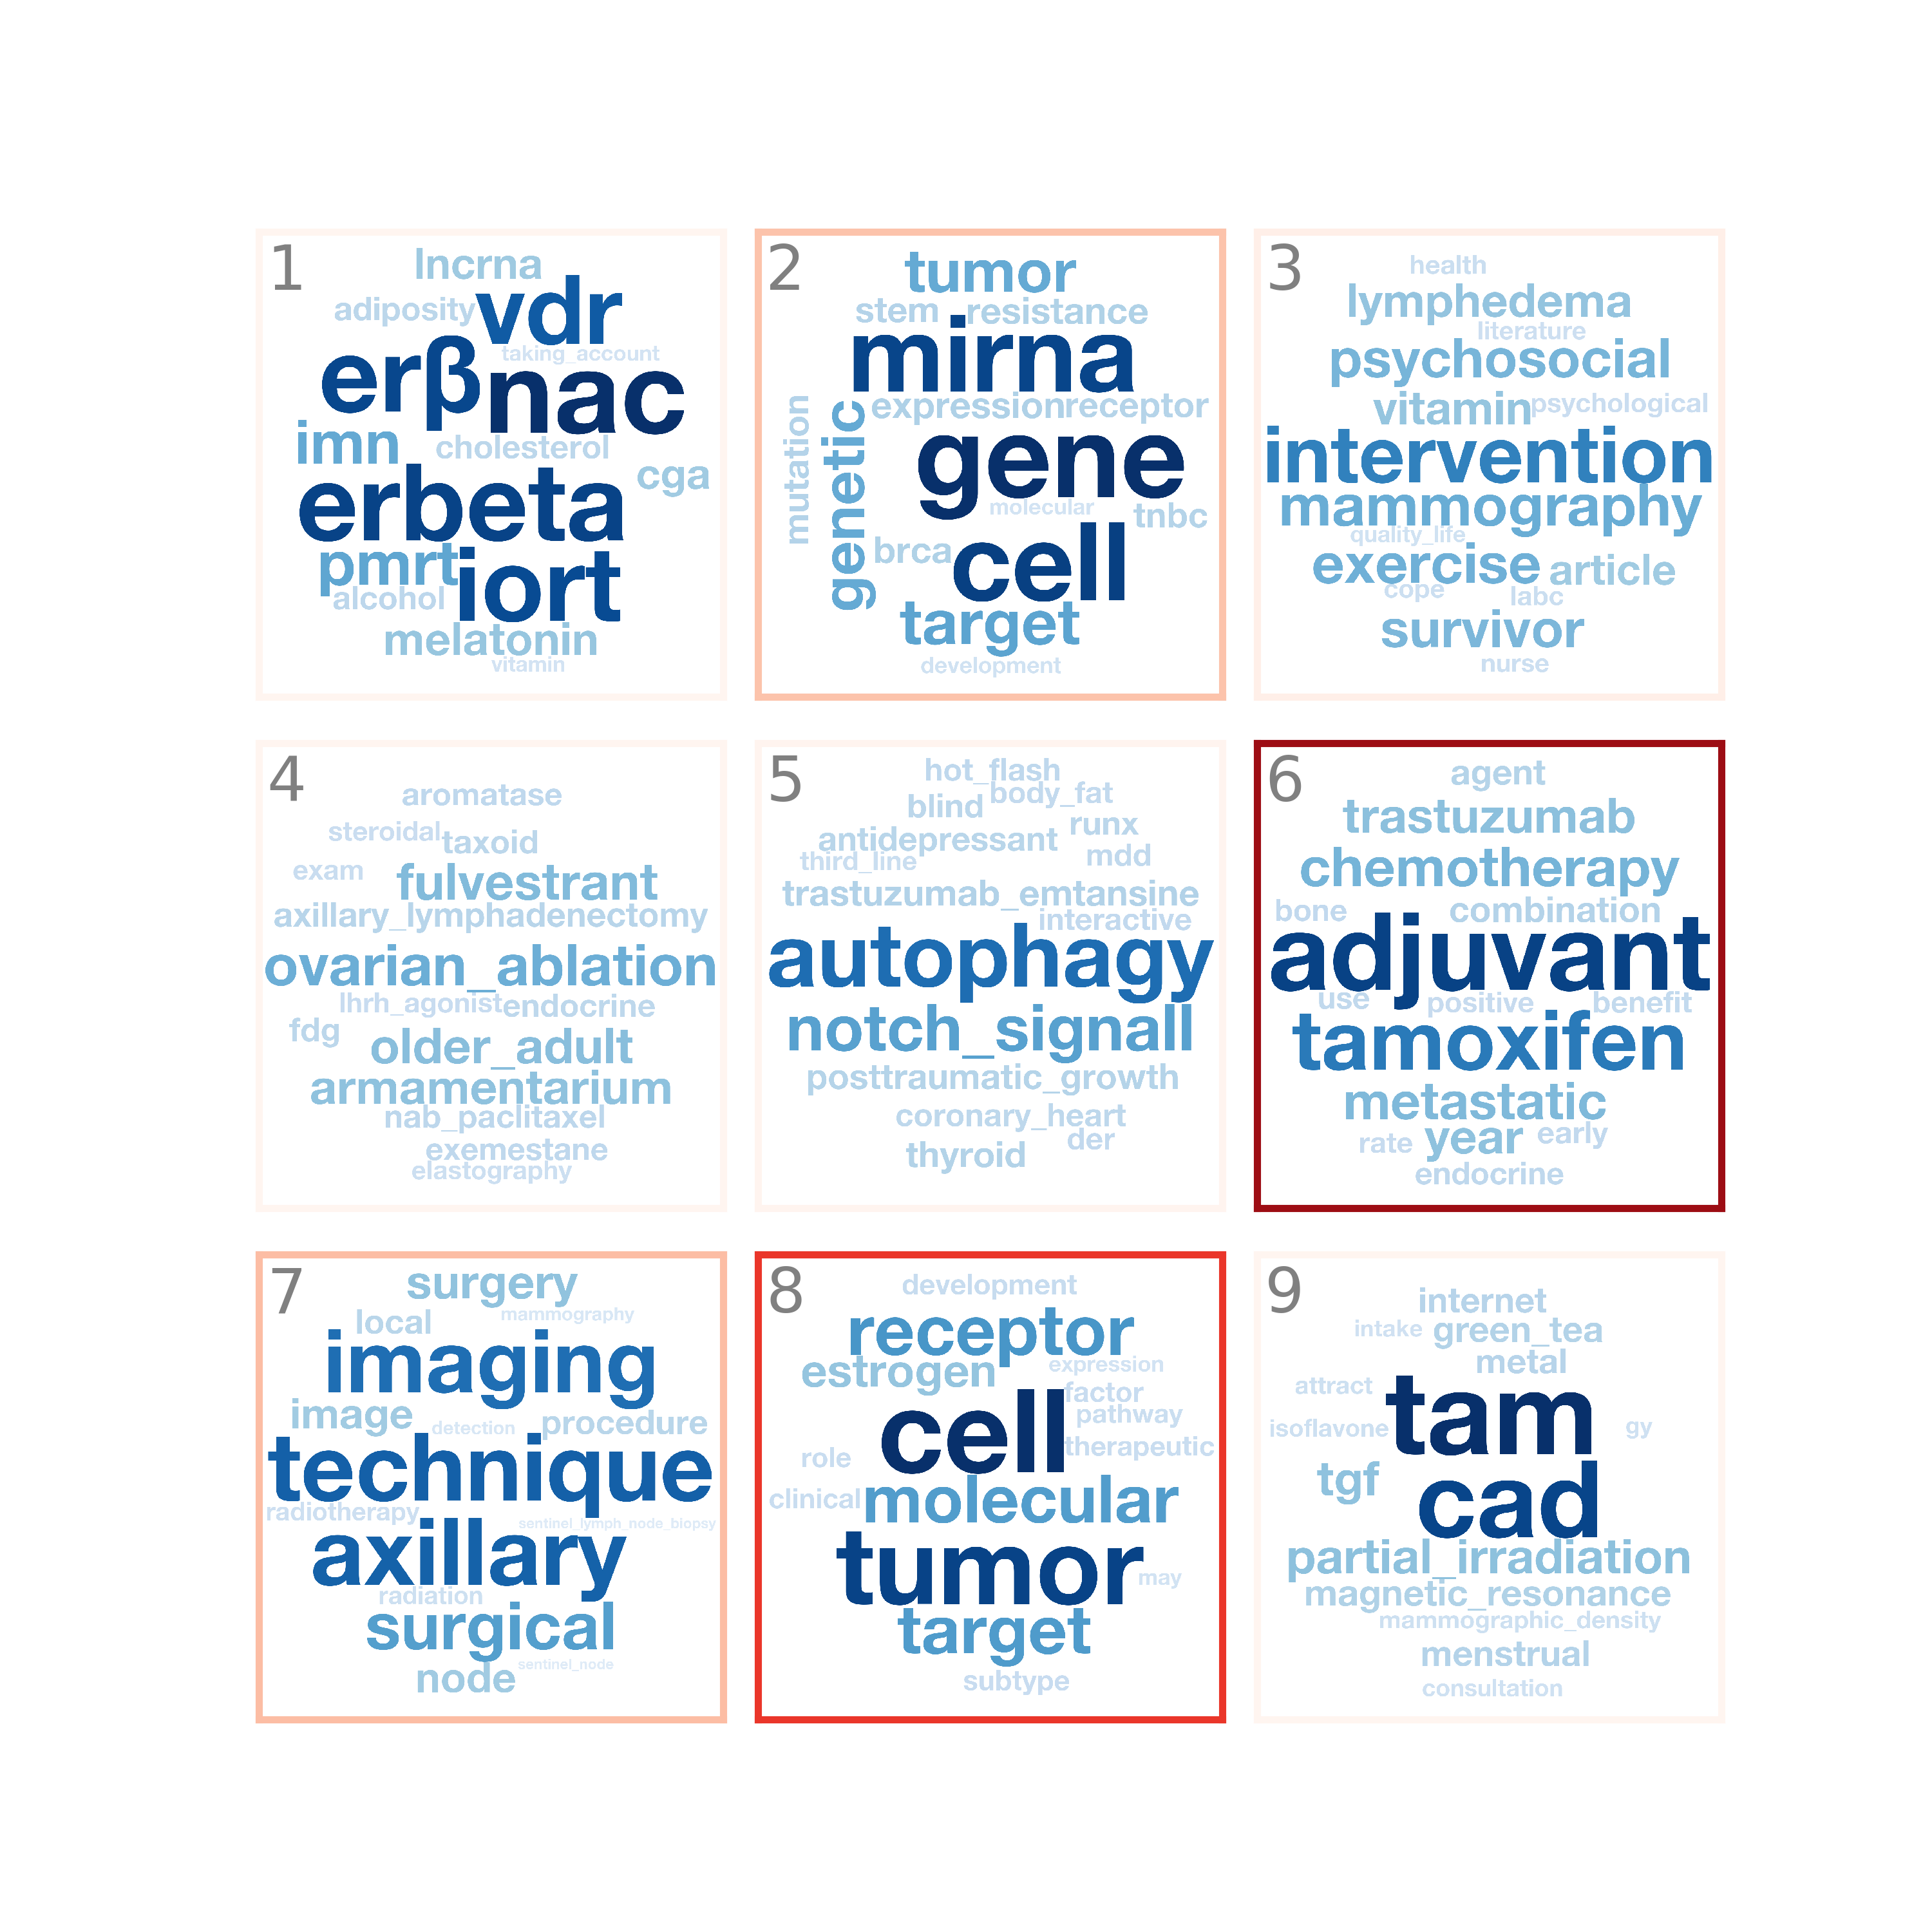 1
lncrna
adiposity
vdr
taking_account
erβ
nac
imn
cholesterol
cga
erbeta
pmrt
iort
alcohol
melatonin
vitamin
2
tumor
stem
resistance
mirna
mutation
genetic
expression
receptor
gene
molecular
tnbc
brca
cell
target
development
3
health
lymphedema
literature
psychosocial
vitamin
psychological
intervention
mammography
quality_life
exercise
article
cope
labc
survivor
nurse
4
aromatase
steroidal
taxoid
exam
fulvestrant
axillary_lymphadenectomy
ovarian_ablation
lhrh_agonist
endocrine
fdg
older_adult
armamentarium
nab_paclitaxel
exemestane
elastography
5
hot_flash
blind
body_fat
antidepressant
runx
third_line
mdd
trastuzumab_emtansine
interactive
autophagy
notch_signall
posttraumatic_growth
coronary_heart
der
thyroid
6
agent
trastuzumab
chemotherapy
bone
combination
adjuvant
use
positive
benefit
tamoxifen
metastatic
rate
year
early
endocrine
7
surgery
local
mammography
imaging
image
detection
procedure
technique
radiotherapy
sentinel_lymph_node_biopsy
axillary
radiation
surgical
node
sentinel_node
8
development
receptor
estrogen
expression
factor
cell
pathway
role
therapeutic
clinical
molecular
tumor
may
target
subtype
9
internet
intake
green_tea
metal
attract
tam
isoflavone
gy
tgf
cad
partial_irradiation
magnetic_resonance
mammographic_density
menstrual
consultation